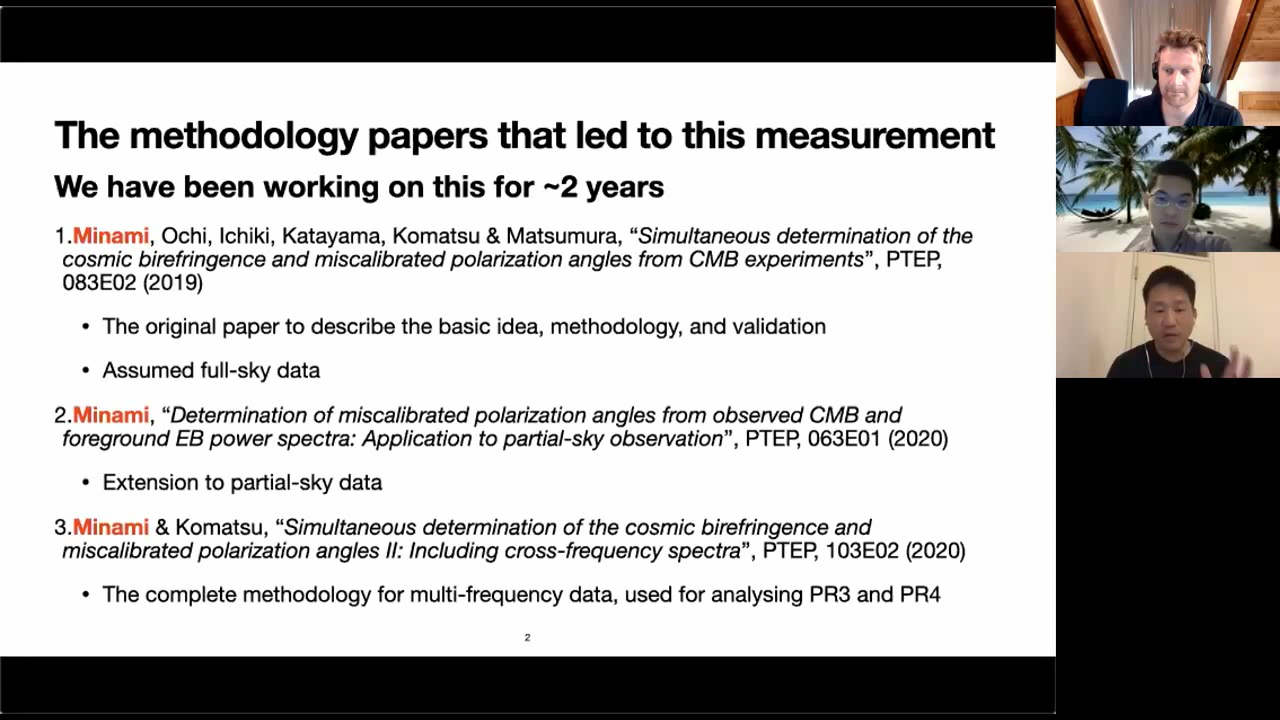 The methodology papers that led to this measurement
We have been working on this for ~2 years
1.Minami, Ochi, Ichiki, Katayama, Komatsu & Matsumura, “Simultaneous determination of the
cosmic birefringence and miscalibrated polarization angles from CMB experiments”, PTEP,
083E02 (2019)
• The original paper to describe the basic idea, methodology, and validation
• Assumed full-sky data
2.Minami, “Determination of miscalibrated polarization angles from observed CMB and
foreground EB power spectra: Application to partial-sky observation”, PTEP, 063E01 (2020)
• Extension to partial-sky data
3.Minami & Komatsu, “Simultaneous determination of the cosmic birefringence and
miscalibrated polarization angles II: Including cross-frequency spectra”, PTEP, 103E02 (2020)
• The complete methodology for multi-frequency data, used for analysing PR3 and PR4
2